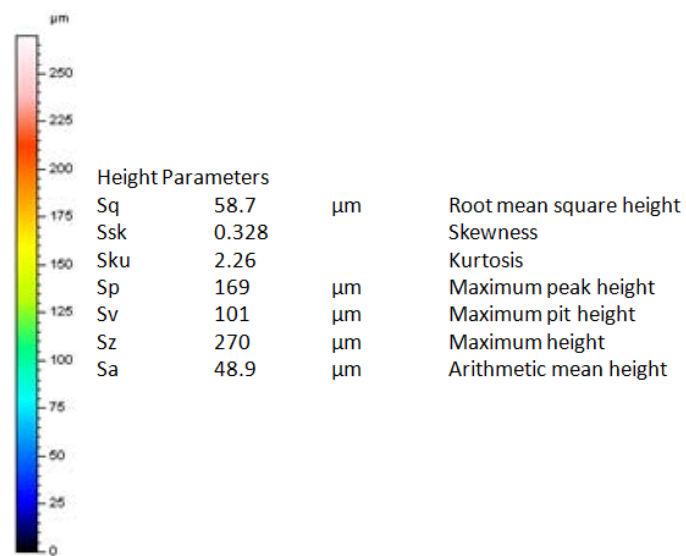 µm
250
225
200
175
150
125
100
75
50
25
0
Height Parameters
Sq 58.7 µm Root mean square height
Ssk 0.328 Skewness
Sku 2.26 Kurtosis
Sp 169 µm Maximum peak height
Sv 101 µm Maximum pit height
Sz 270 µm Maximum height
Sa 48.9 µm Arithmetic mean height